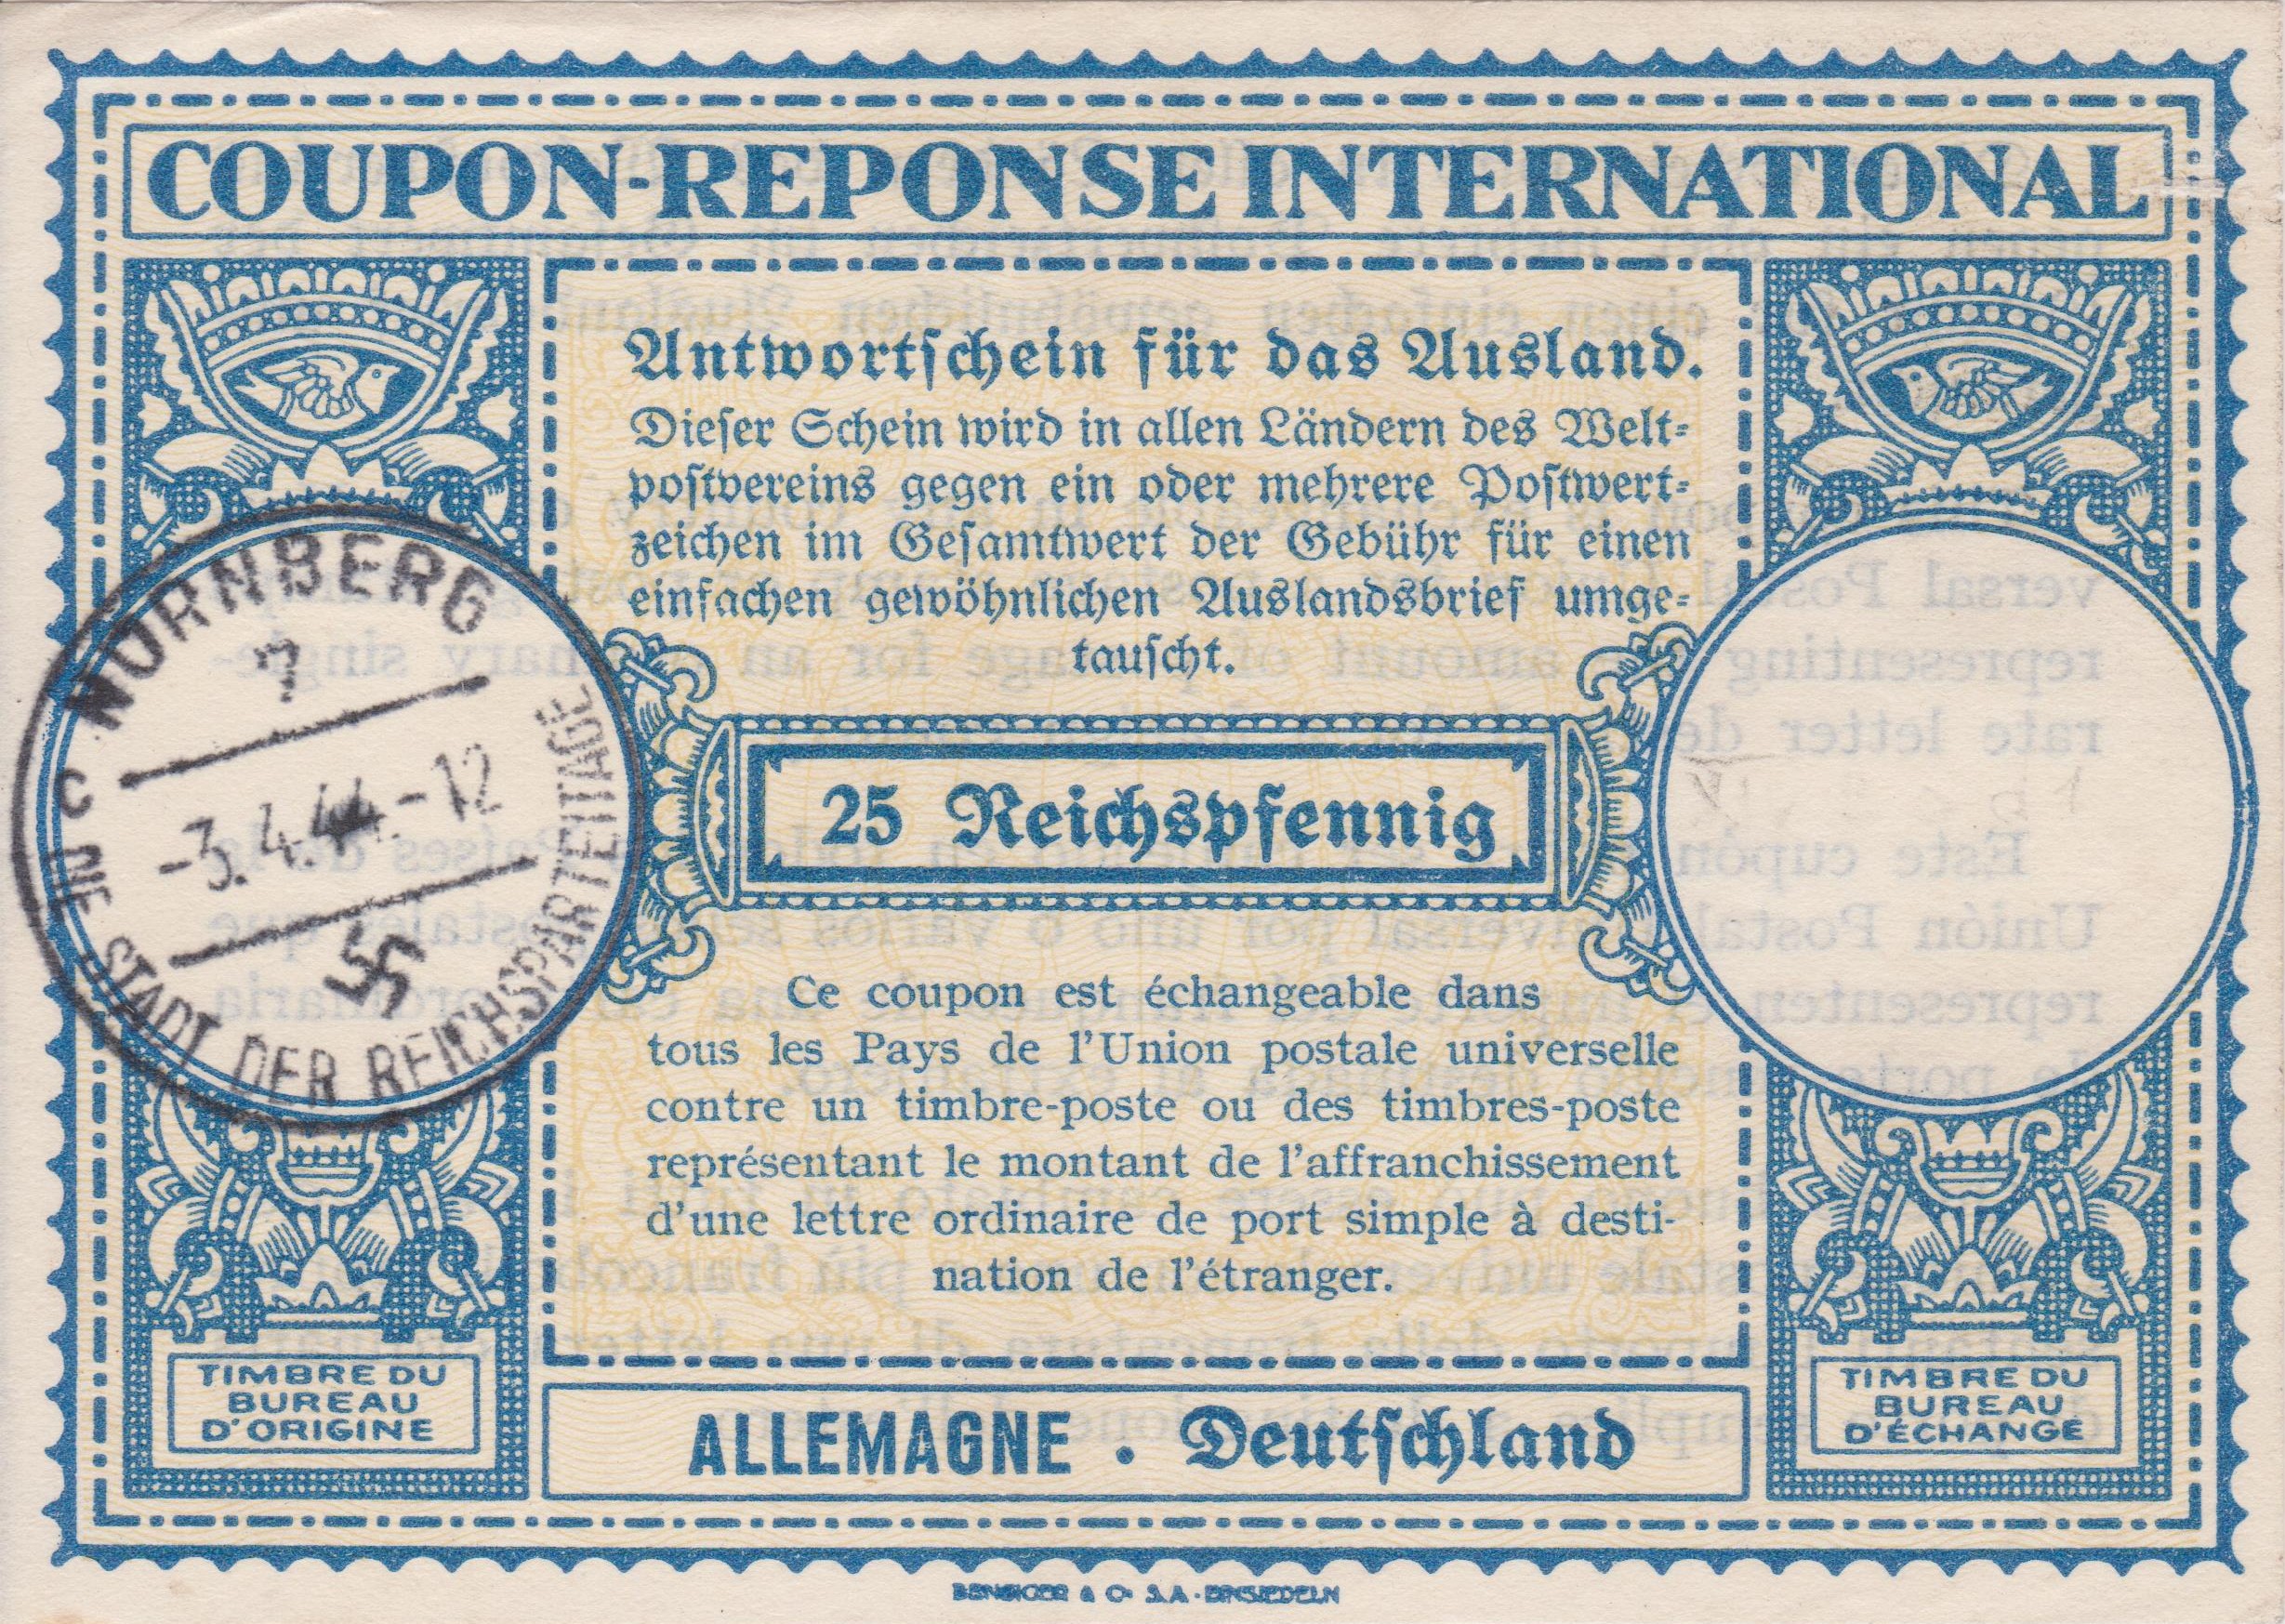 COUPON-REPONSE INTERNATIONAL
Antwortschein für das Ausland.
Dieser Schein wird in allen Ländern des Welt-
postvereins gegen ein oder mehrere Postwert-
zeichen im Gesamtwert der Gebühr für einen
einfachen gewöhnlichen Auslandsbrief umge-
tauscht.
NÜRNBERG
7
-3.4.44.-12
C
DIE STADT DER REICHSPARTEITAGE
25 Reichspfennig
Ce coupon est échangeable dans
tous les Pays de l'Union postale universelle
contre un timbre-poste ou des timbres-poste
représentant le montant de l'affranchissement
d'une lettre ordinaire de port simple à desti-
nation de l'étranger.
TIMBRE DU
BUREAU
D'ORIGINE
ALLEMAGNE . Deutschland
TIMBRE DU
BUREAU
D'ÉCHANGE
BENZIGER & Co S.A. - EINSIEDELN